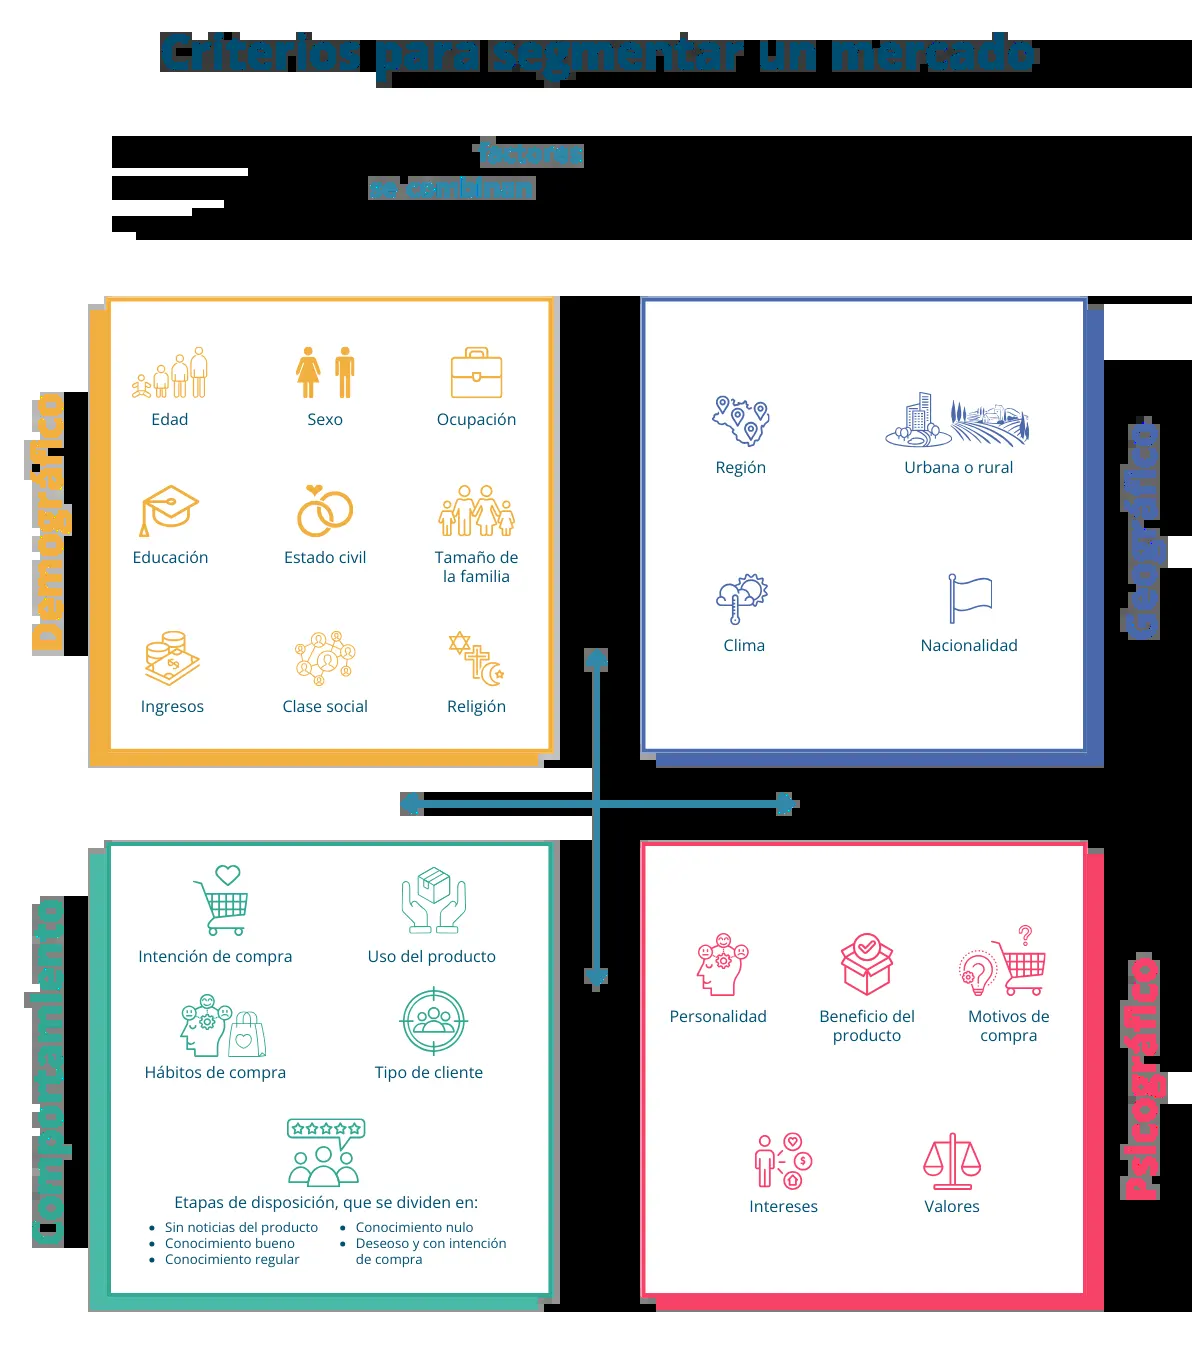 Criterios para segmentar un mercado
factores
se combinan
Demográfico
Edad
Sexo
Ocupación
Educación
Estado civil
Tamaño de
la familia
Ingresos
Clase social
Religión
Geográfico
Región
Urbana o rural
Clima
Nacionalidad
Comportamiento
Intención de compra
Uso del producto
Hábitos de compra
Tipo de cliente
Etapas de disposición, que se dividen en:
• Sin noticias del producto
• Conocimiento bueno
• Conocimiento regular
• Conocimiento nulo
• Deseoso y con intención
de compra
Psicográfico
Personalidad
Beneficio del
producto
Motivos de
compra
Intereses
Valores